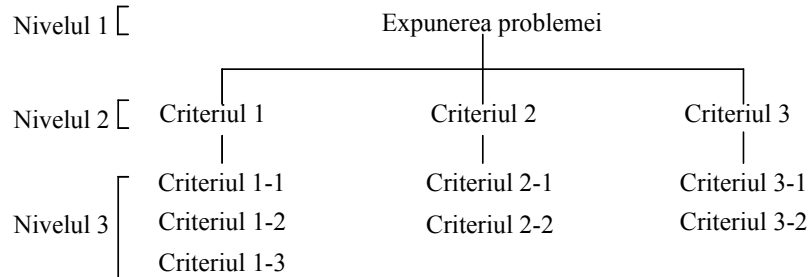 Nivelul 1 Expunerea problemei
Nivelul 2 Criteriul 1 Criteriul 2 Criteriul 3
Criteriul 1-1 Criteriul 2-1 Criteriul 3-1
Nivelul 3 Criteriul 1-2 Criteriul 2-2 Criteriul 3-2
Criteriul 1-3